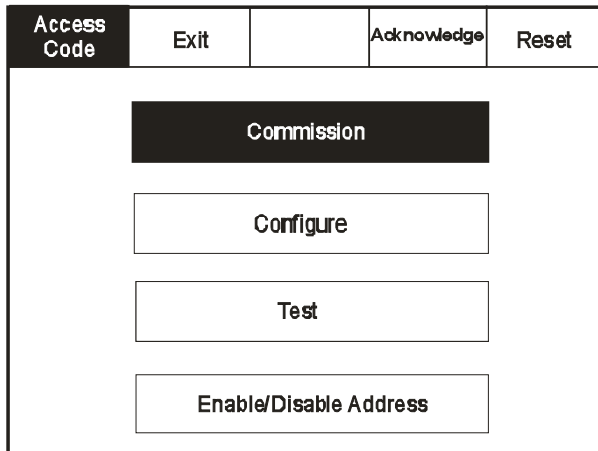 Access
Code
Exit
Acknowledge
Reset
Commission
Configure
Test
Enable/Disable Address